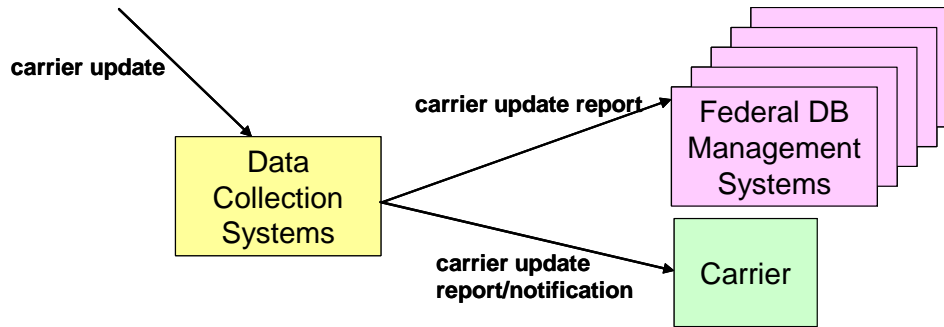 carrier update
carrier update report
Federal DB
Management
Systems
Data
Collection
Systems
carrier update
report/notification
Carrier